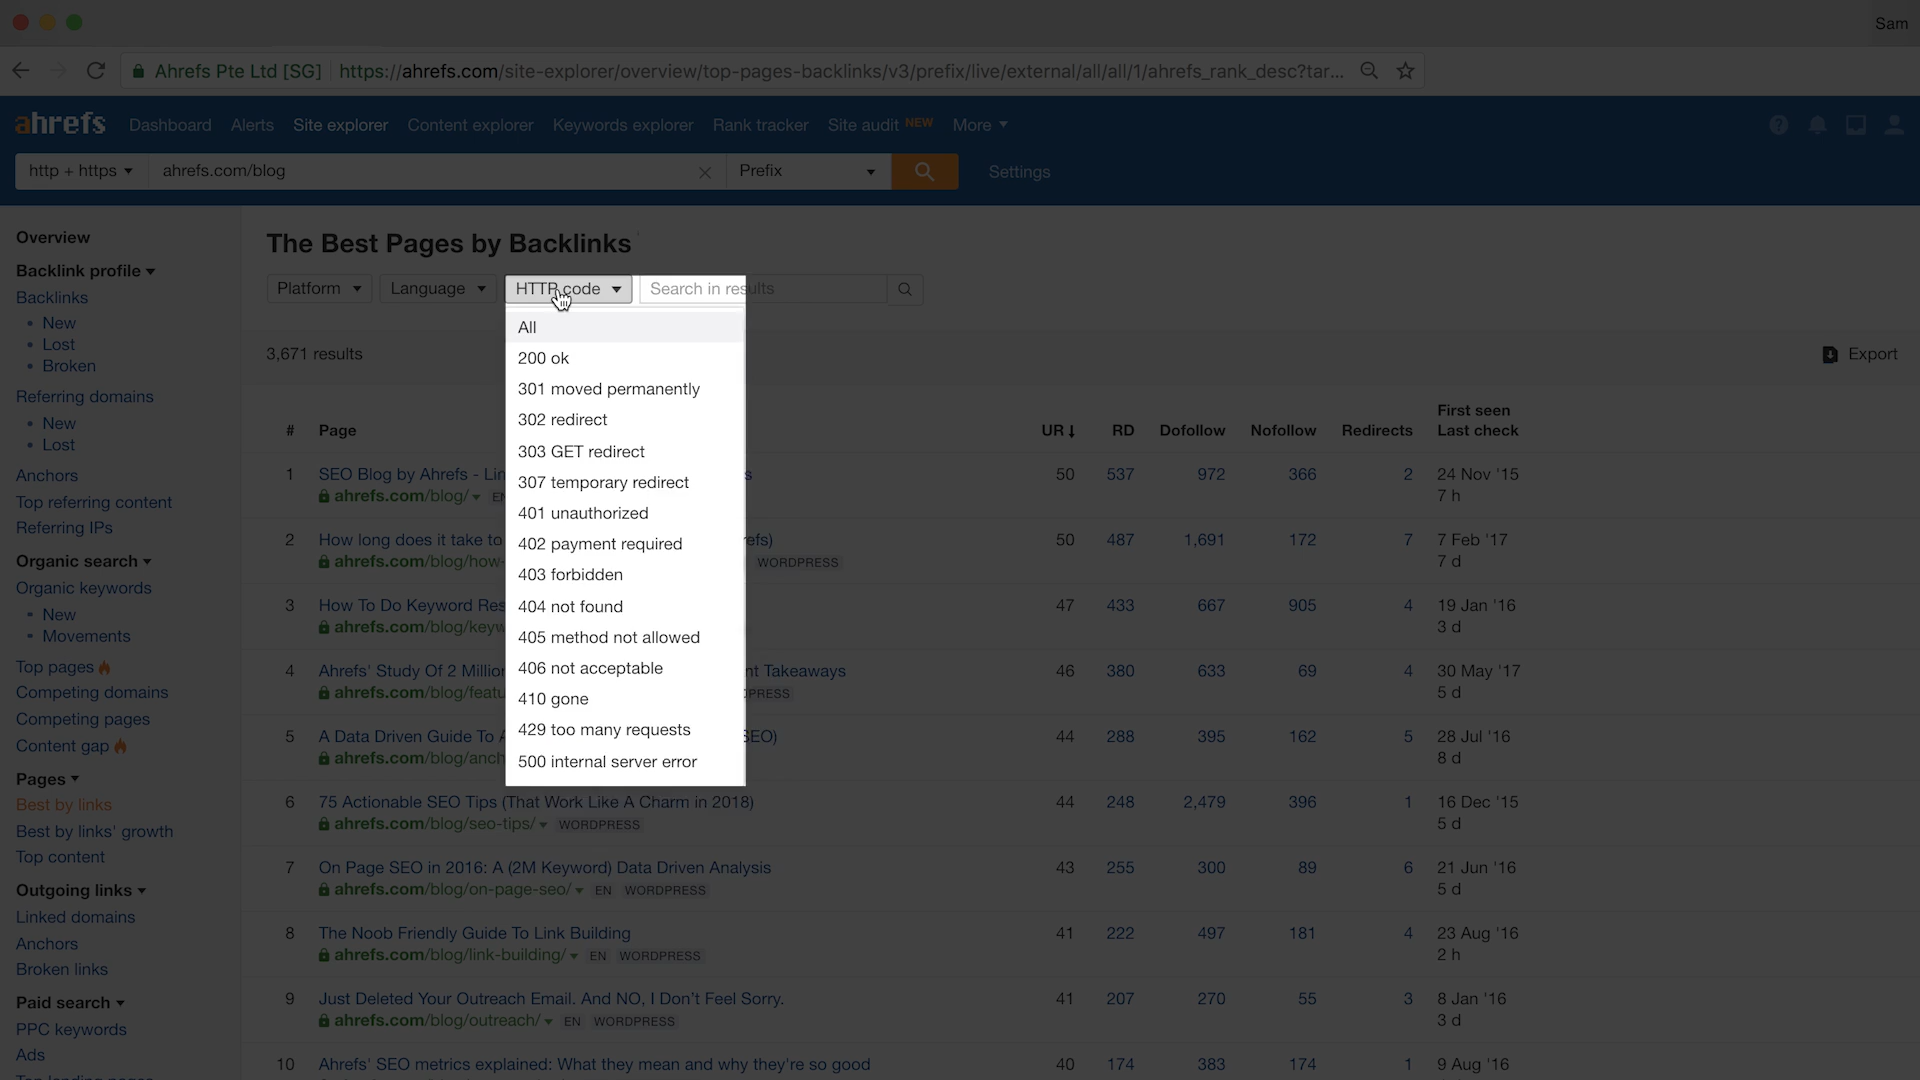 Sam
Ahrefs Pte Ltd [SG] https://ahrefs.com/site-explorer/overview/top-pages-backlinks/v3/prefix/live/external/all/all/1/ahrefs_rank_desc?tar...
ahrefs Dashboard Alerts Site explorer Content explorer Keywords explorer Rank tracker Site audit NEW More
http + https ahrefs.com/blog Prefix Settings
Overview
Backlink profile
Backlinks
New
Lost
Broken
Referring domains
New
Lost
Anchors
Top referring content
Referring IPs
Organic search
Organic keywords
New
Movements
Top pages
Competing domains
Competing pages
Content gap
Pages
Best by links
Best by links' growth
Top content
Outgoing links
Linked domains
Anchors
Broken links
Paid search
PPC keywords
Ads
The Best Pages by Backlinks
Platform Language HTTP code Search in results
All
200 ok
301 moved permanently
302 redirect
303 GET redirect
307 temporary redirect
401 unauthorized
402 payment required
403 forbidden
404 not found
405 method not allowed
406 not acceptable
410 gone
429 too many requests
500 internal server error
3,671 results Export
# Page UR RD Dofollow Nofollow Redirects First seen
Last check
1 SEO Blog by Ahrefs - 50 537 972 366 2 24 Nov '15
ahrefs.com/blog/ 7 h
2 How long does it take to 50 487 1,691 172 7 7 Feb '17
ahrefs.com/blog/how- WORDPRESS 7 d
3 How To Do Keyword 47 433 667 905 4 19 Jan '16
ahrefs.com/blog/keyw 3 d
4 Ahrefs' Study Of 2 Takeaways 46 380 633 69 4 30 May '17
ahrefs.com/blog/featu 5 d
5 A Data Driven Guide To SEO) 44 288 395 162 5 28 Jul '16
ahrefs.com/blog/anch 8 d
6 75 Actionable SEO Tips (That Work Like A Charm in 2018) 44 248 2,479 396 1 16 Dec '15
ahrefs.com/blog/seo-tips/ WORDPRESS 5 d
7 On Page SEO in 2016: A (2M Keyword) Data Driven Analysis 43 255 300 89 6 21 Jun '16
ahrefs.com/blog/on-page-seo/ EN WORDPRESS 5 d
8 The Noob Friendly Guide To Link Building 41 222 497 181 4 23 Aug '16
ahrefs.com/blog/link-building/ EN WORDPRESS 2 h
9 Just Deleted Your Outreach Email. And NO, I Don't Feel Sorry. 41 207 270 55 3 8 Jan '16
ahrefs.com/blog/outreach/ EN WORDPRESS 3 d
10 Ahrefs' SEO metrics explained: What they mean and why they're so good 40 174 383 174 1 9 Aug '16